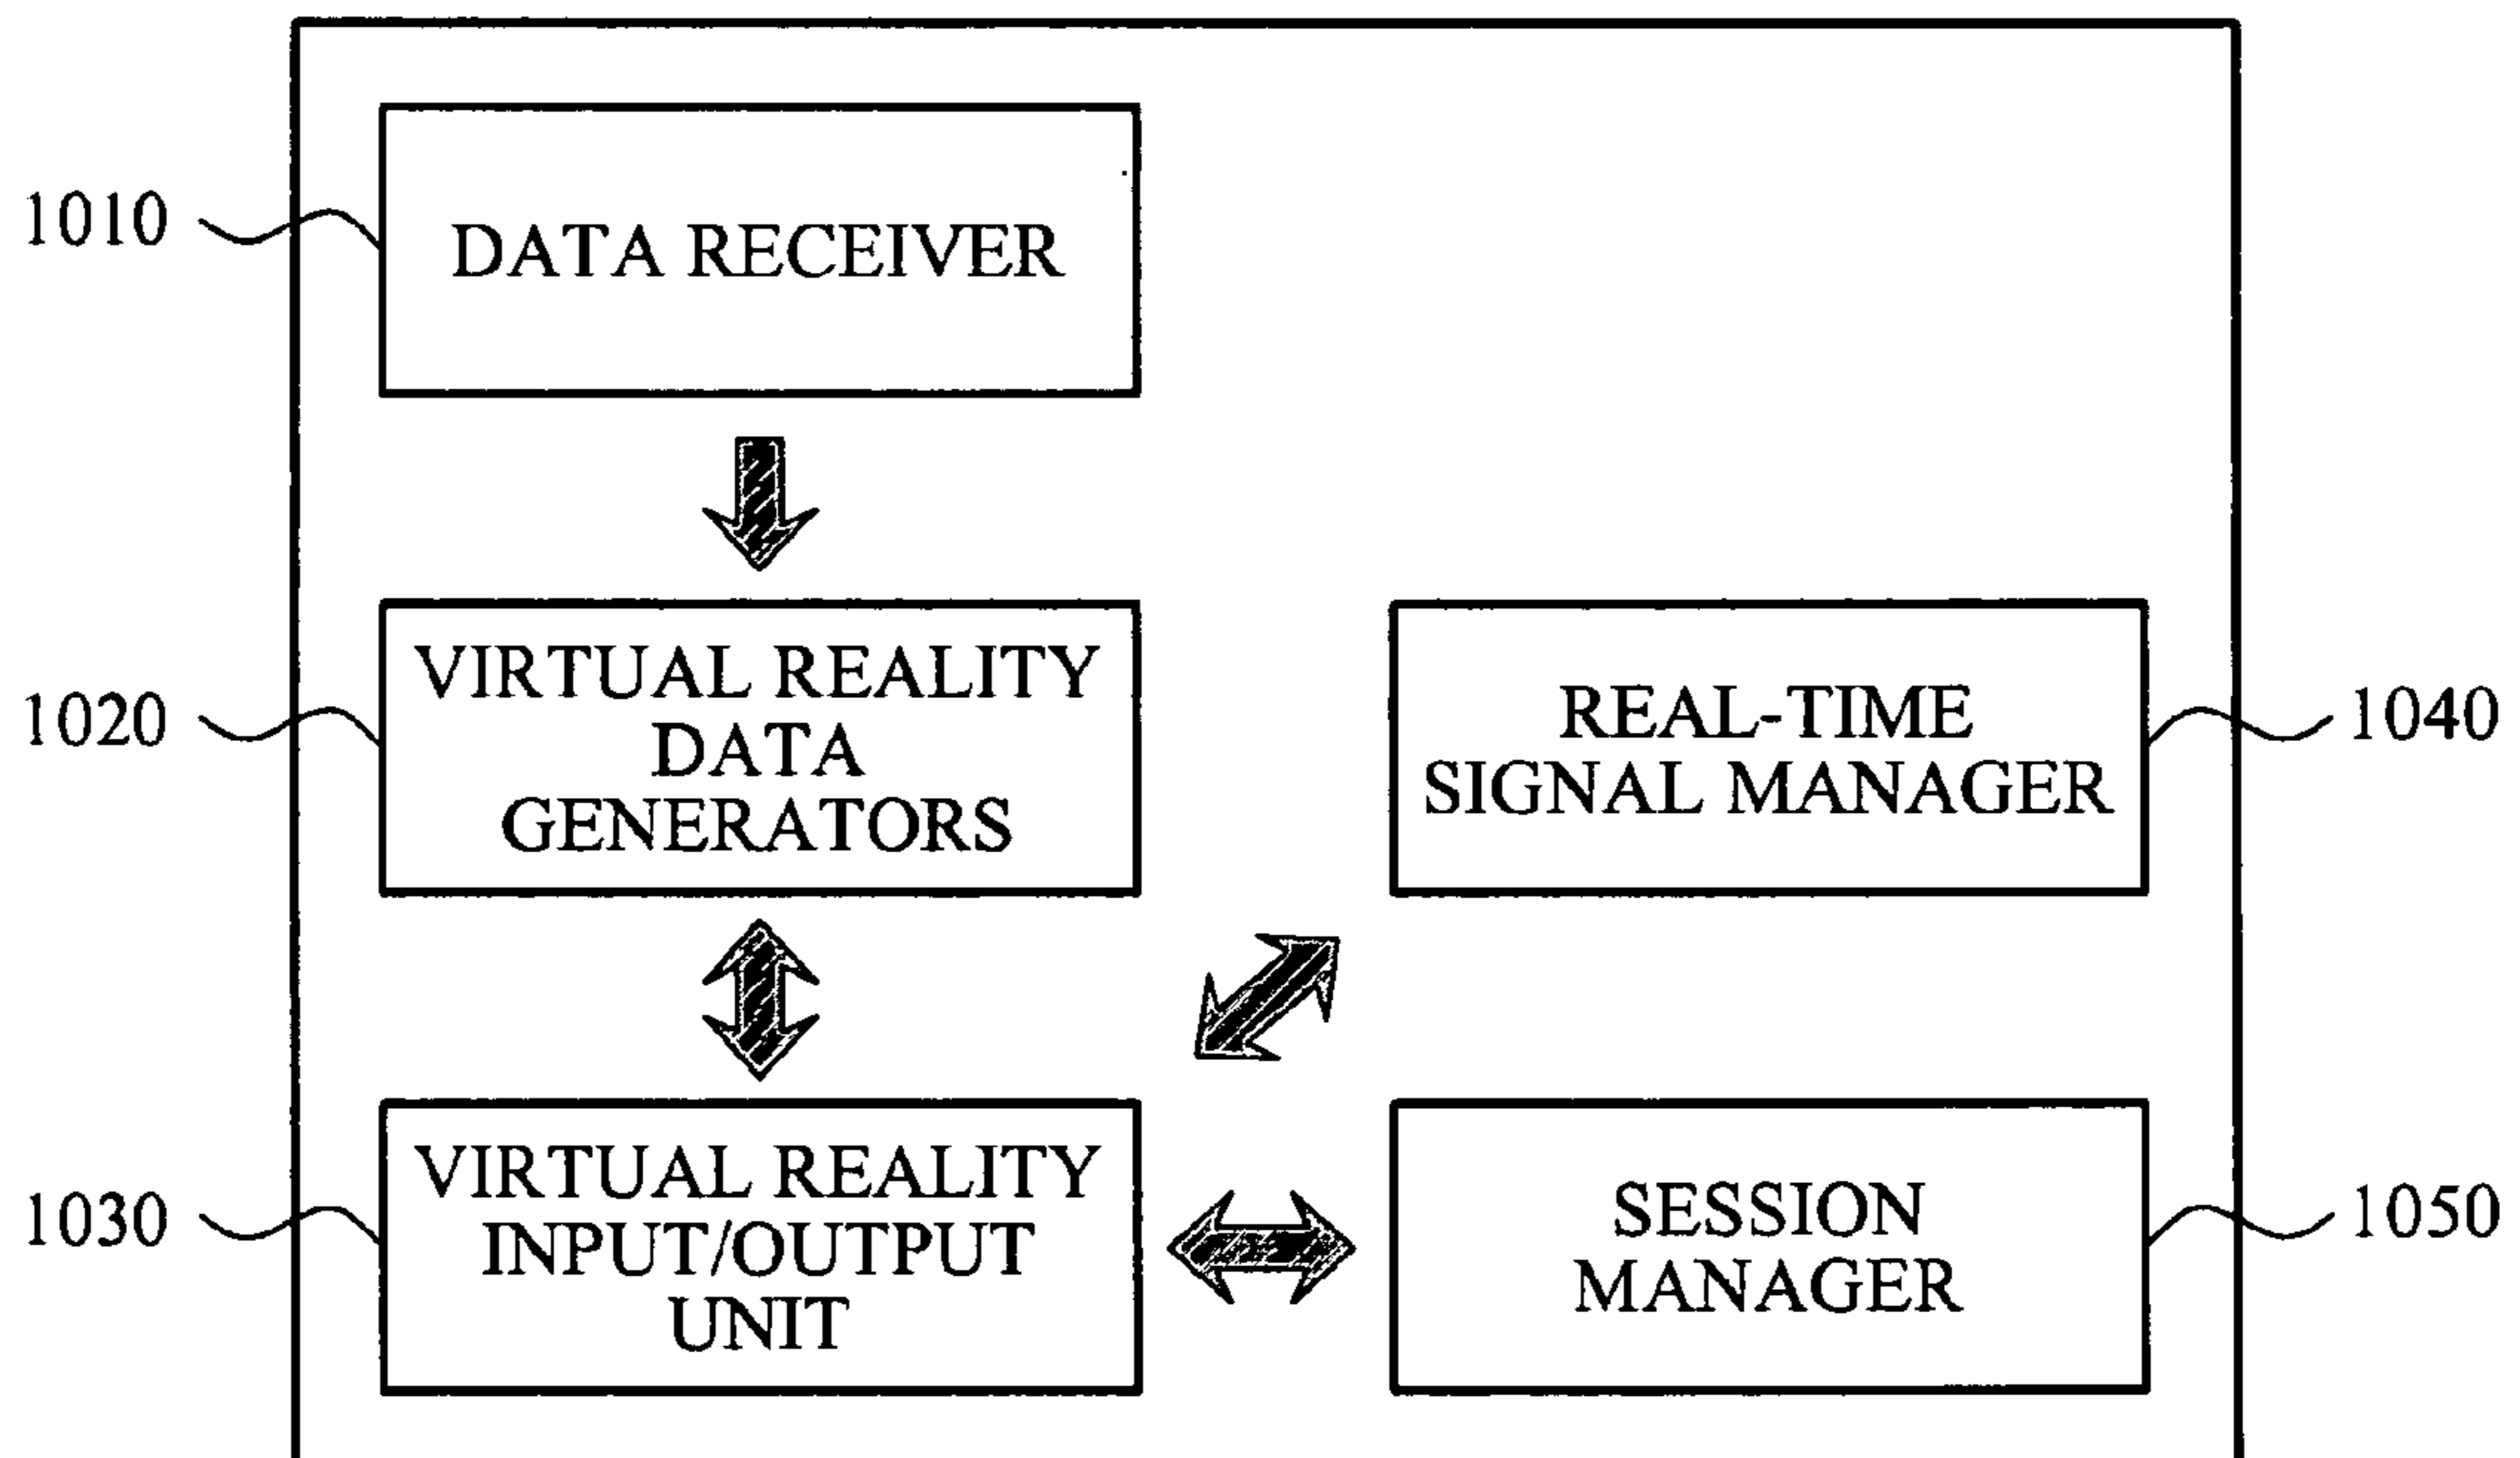 1010
DATA RECEIVER
1020
VIRTUAL REALITY
DATA
GENERATORS
REAL-TIME
SIGNAL MANAGER
1040
1030
VIRTUAL REALITY
INPUT/OUTPUT
UNIT
SESSION
MANAGER
1050